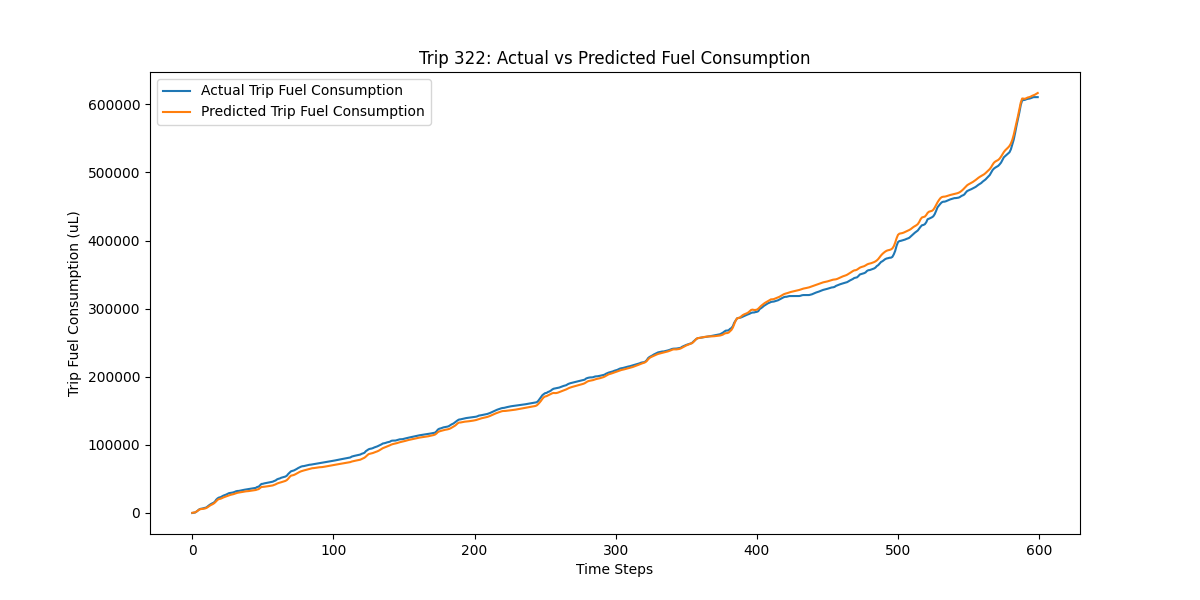 Trip 322: Actual vs Predicted Fuel Consumption
Actual Trip Fuel Consumption
Predicted Trip Fuel Consumption
Trip Fuel Consumption (uL)
600000
500000
400000
300000
200000
100000
0
0 100 200 300 400 500 600
Time Steps